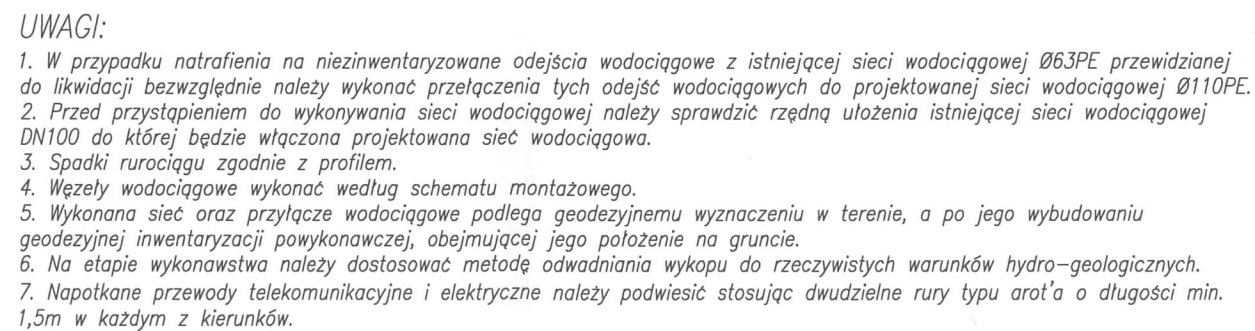 UWAGI:
1. W przypadku natrafienia na niezinwentaryzowane odejścia wodociągowe z istniejącej sieci wodociągowej Ø63PE przewidzianej
do likwidacji bezwzględnie należy wykonać przełączenia tych odejść wodociągowych do projektowanej sieci wodociągowej Ø110PE.
2. Przed przystąpieniem do wykonywania sieci wodociągowej należy sprawdzić rzędną ułożenia istniejącej sieci wodociągowej
DN100 do której będzie włączona projektowana sieć wodociągowa.
3. Spadki rurociągu zgodnie z profilem.
4. Węzeły wodociągowe wykonać według schematu montażowego.
5. Wykonana sieć oraz przyłącze wodociągowe podlega geodezyjnemu wyznaczeniu w terenie, a po jego wybudowaniu
geodezyjnej inwentaryzacji powykonawczej, obejmującej jego położenie na gruncie.
6. Na etapie wykonawstwa należy dostosować metodę odwadniania wykopu do rzeczywistych warunków hydro-geologicznych.
7. Napotkane przewody telekomunikacyjne i elektryczne należy podwiesić stosując dwudzielne rury typu arot'a o długości min.
1,5m w każdym z kierunków.